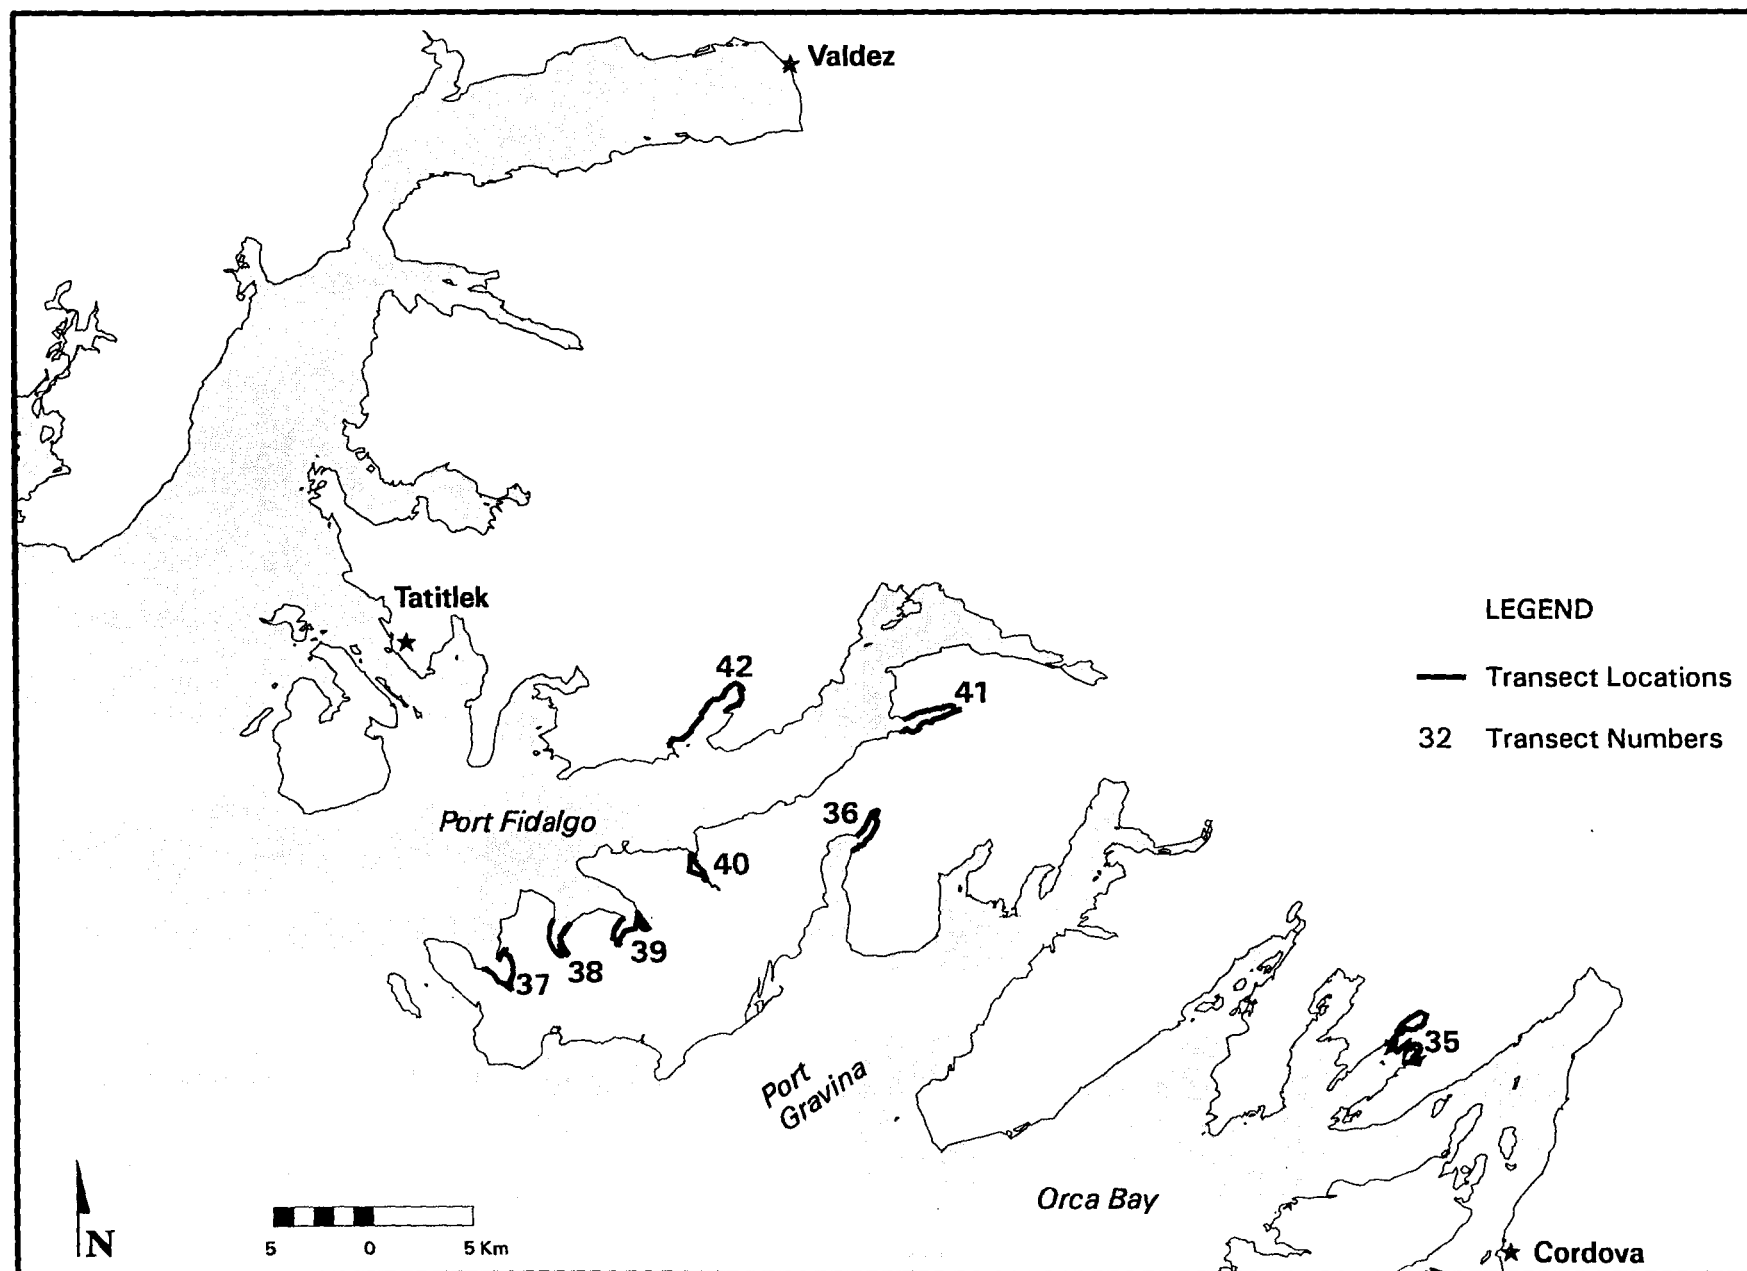 Valdez
Tatitlek
LEGEND
42
Transect Locations
41
32 Transect Numbers
36
Port Fidalgo
40
39
38
37
35
Port
Gravina
Orca Bay
N
5 0 5 Km
Cordova